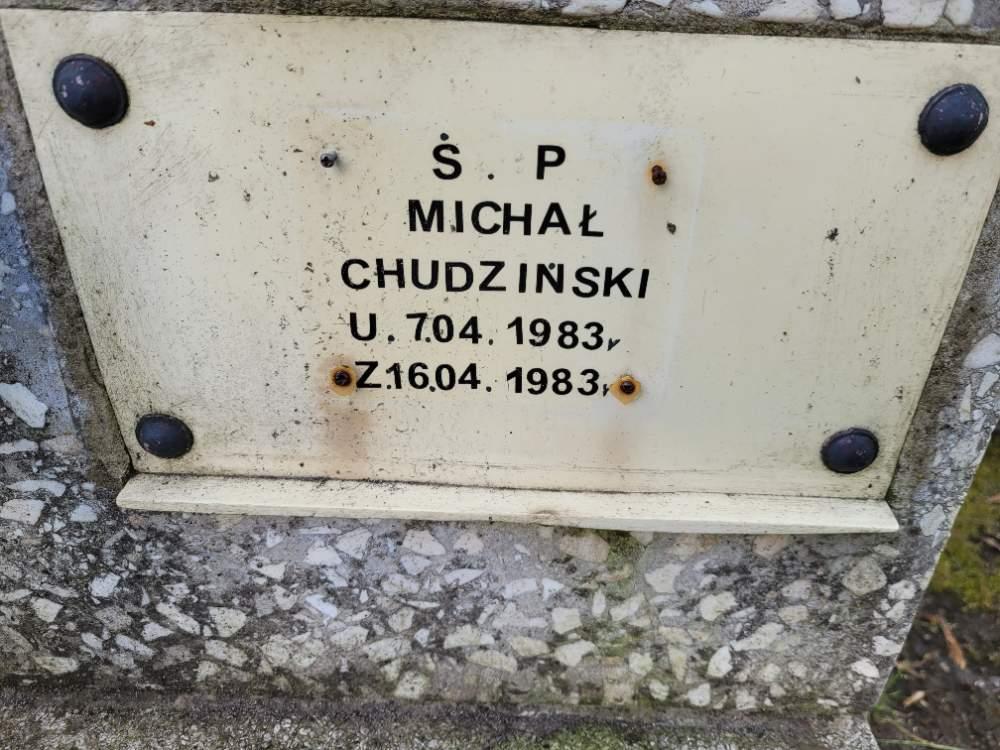 Ś. P
MICHAŁ
CHUDZIŃSKI
U. 7.04. 1983r
Z.16.04. 1983r